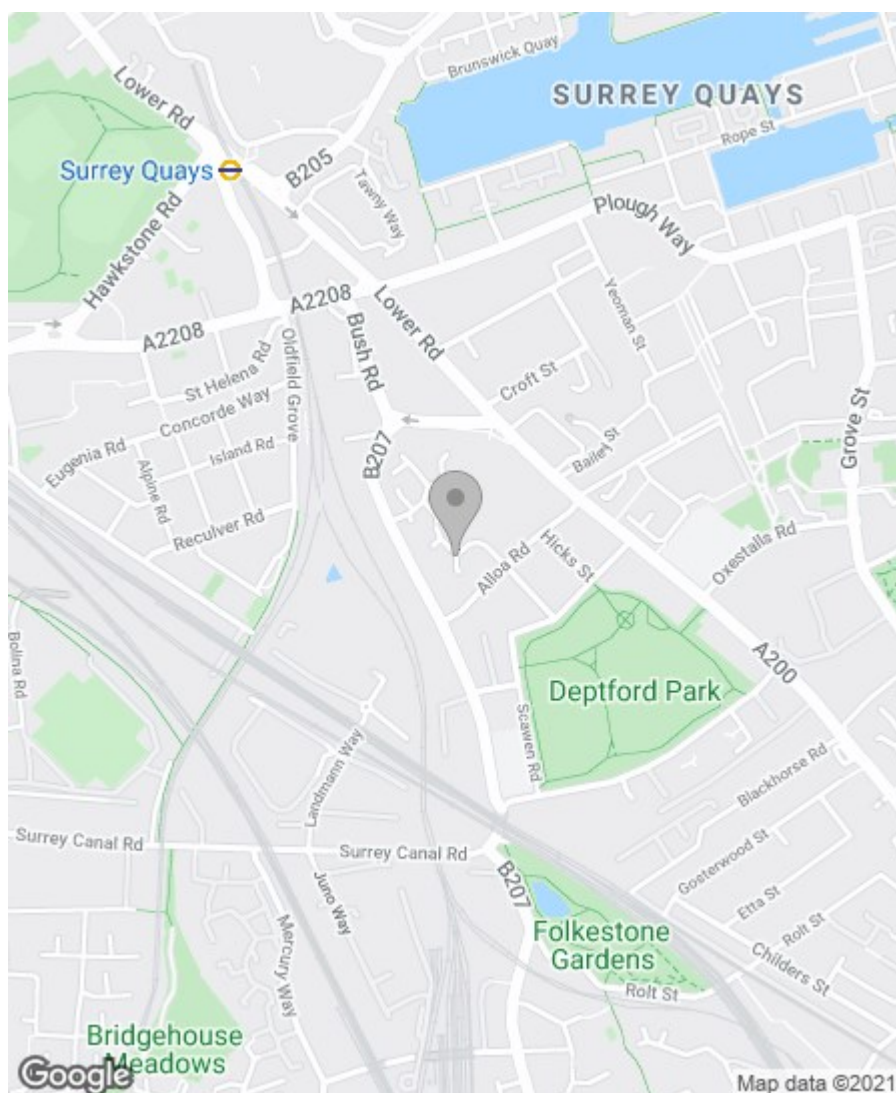 Brunswick Quay
Lower Rd
SURREY QUAYS
Rope St
Surrey Quays
B205
Tawny Way
Hawkstone Rd
Plough Way
A2208
A2208
Lower Rd
Yeoman St
Bush Rd
St Helena Rd
Oldfield Grove
Croft St
Concorde Way
Eugenia Rd
Island Rd
Alpine Rd
B207
Bailey St
Grove St
Reculver Rd
Alloa Rd
Hicks St
Oxestalls Rd
Bolina Rd
A200
Deptford Park
Scawen Rd
Landmann Way
Blackhorse Rd
Surrey Canal Rd
Surrey Canal Rd
Gosterwood St
Juno Way
B207
Etta St
Mercury Way
Folkestone
Gardens
Rolt St
Childers St
Rolt St
Bridgehouse
Meadows
Google
Map data ©2021